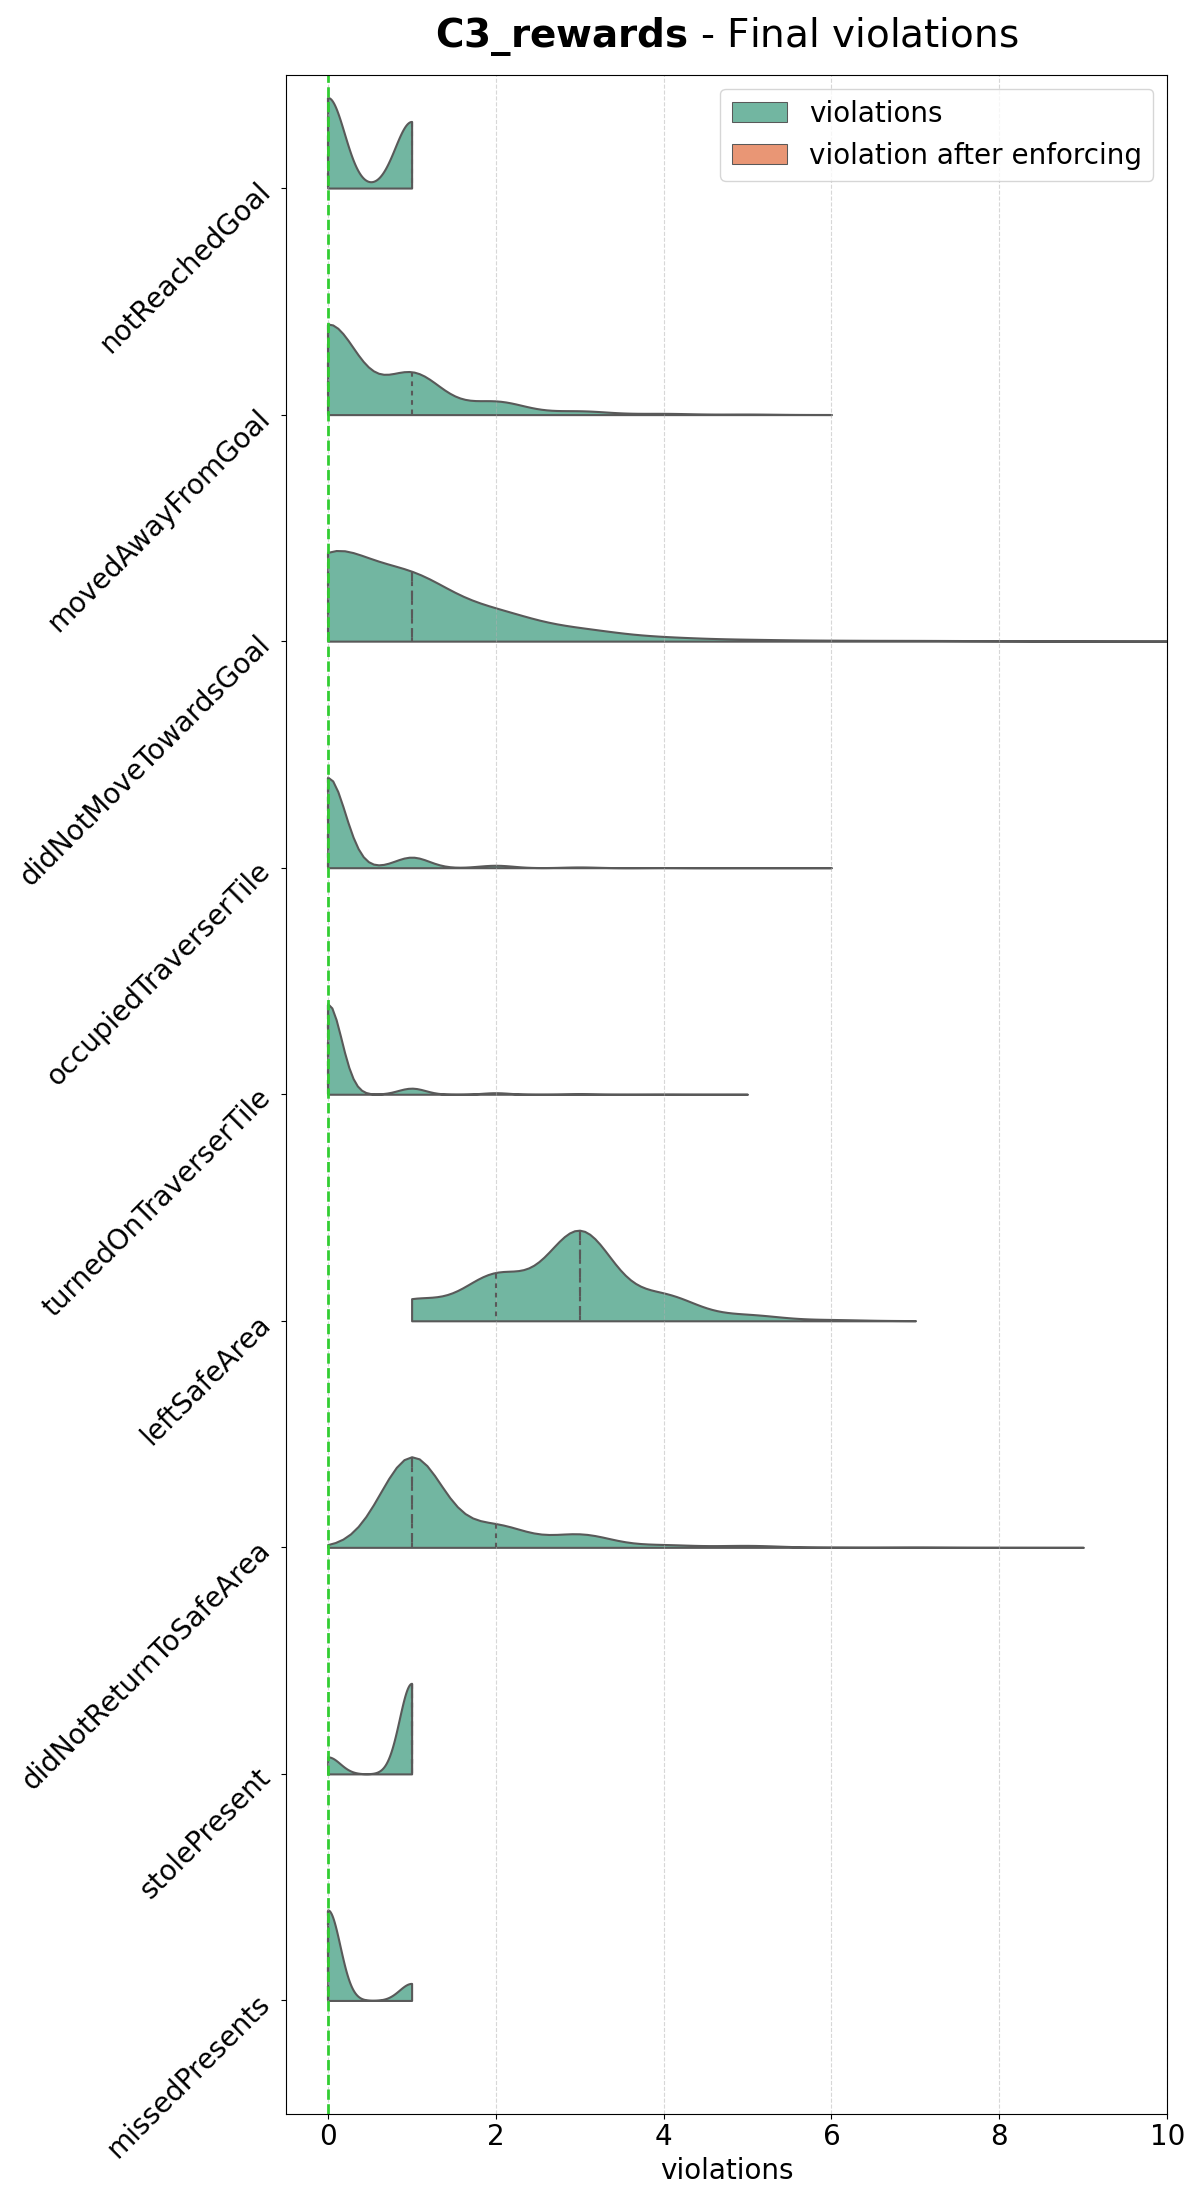 C3_rewards - Final violations
violations
violation after enforcing
notReachedGoal
movedAwayFromGoal
didNotMoveTowardsGoal
occupiedTraverserTile
turnedOnTraverserTile
leftSafeArea
didNotReturnToSafeArea
stolePresent
missedPresents
0 2 4 6 8 10
violations